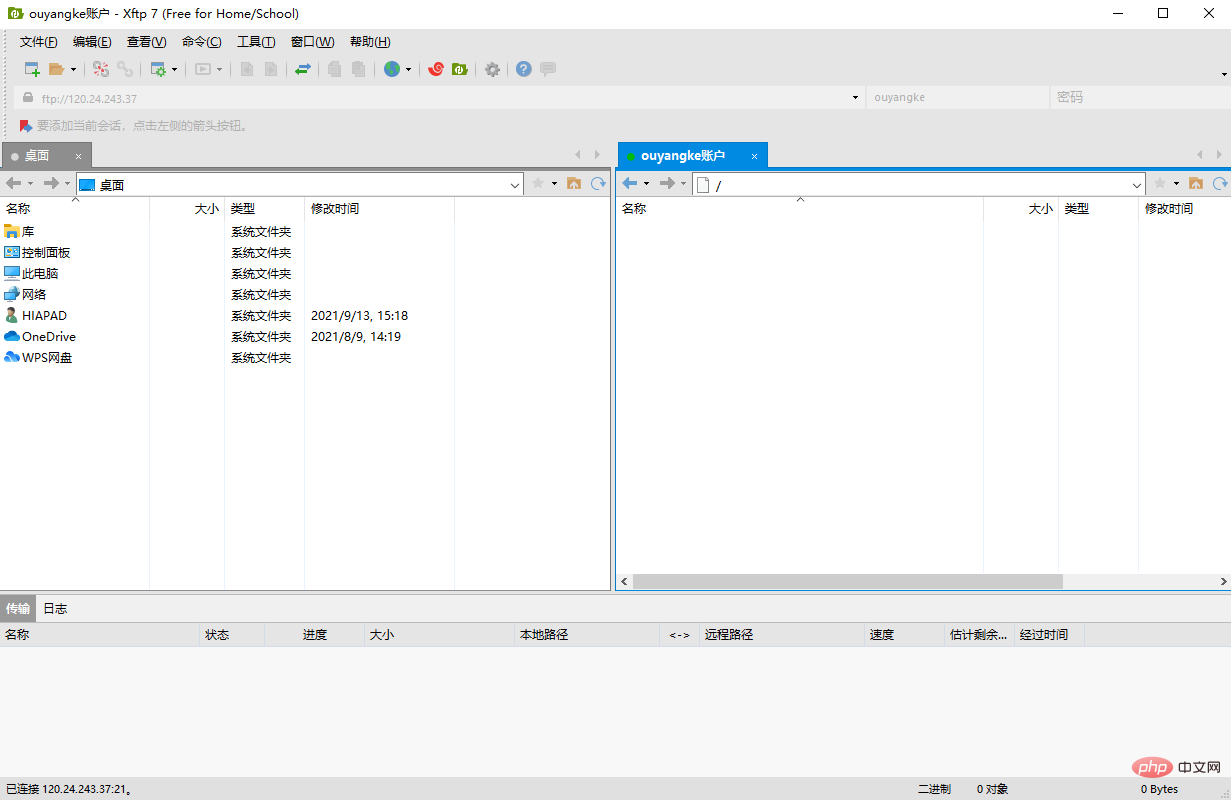 ouyangke账户 - Xftp 7 (Free for Home/School)
文件(F) 编辑(E) 查看(V) 命令(C) 工具(T) 窗口(W) 帮助(H)
ftp://120.24.243.37 ouyangke 密码
要添加当前会话，点击左侧的箭头按钮。
桌面 × ouyangke账户 ×
桌面 /
名称 大小 类型 修改时间 名称 大小 类型 修改时间
库 系统文件夹
控制面板 系统文件夹
此电脑 系统文件夹
网络 系统文件夹
HIAPAD 系统文件夹 2021/9/13, 15:18
OneDrive 系统文件夹 2021/8/9, 14:19
WPS网盘 系统文件夹
传输 日志
名称 状态 进度 大小 本地路径 <-> 远程路径 速度 估计剩余... 经过时间
php 中文网
已连接 120.24.243.37:21。 二进制 0 对象 0 Bytes